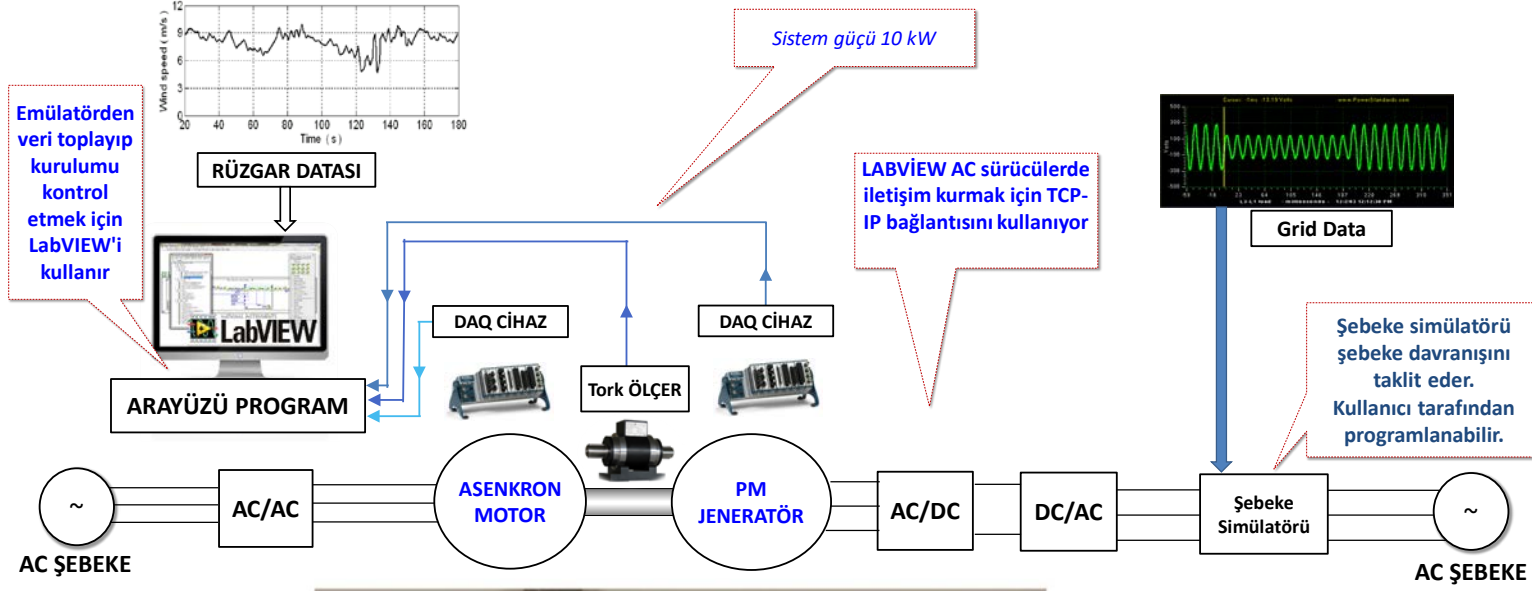 Wind speed ( m/s )
12
9
6
3
0
20 40 60 80 100 120 140 160 180
Time ( s )
Sistem güçü 10 kW
Emülatörden
veri toplayıp
kurulumu
kontrol
etmek için
LabVIEW'i
kullanır
RÜZGAR DATASI
LabVIEW
ARAYÜZÜ PROGRAM
DAQ CİHAZ
Tork ÖLÇER
DAQ CİHAZ
LABVİEW AC sürücülerde
iletişim kurmak için TCP-
IP bağlantısını kullanıyor
www.PowerStandards.com
Volts
Grid Data
Şebeke simülatörü
şebeke davranışını
taklit eder.
Kullanıcı tarafından
programlanabilir.
~
AC ŞEBEKE
AC/AC
ASENKRON
MOTOR
PM
JENERATÖR
AC/DC
DC/AC
Şebeke
Simülatörü
~
AC ŞEBEKE